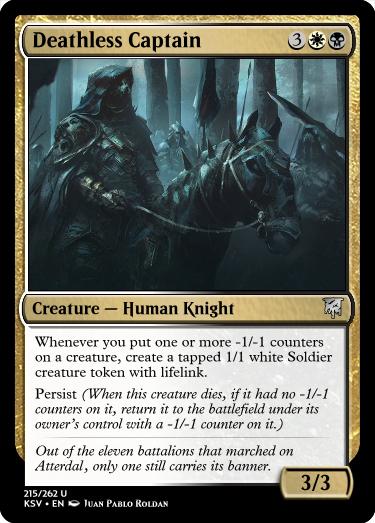 Deathless Captain 3
Creature — Human Knight
Whenever you put one or more -1/-1 counters
on a creature, create a tapped 1/1 white Soldier
creature token with lifelink.
Persist (When this creature dies, if it had no -1/-1
counters on it, return it to the battlefield under its
owner's control with a -1/-1 counter on it.)
Out of the eleven battalions that marched on
Atterdal, only one still carries its banner.
3/3
215/262 U
KSV • EN Juan Pablo Roldan